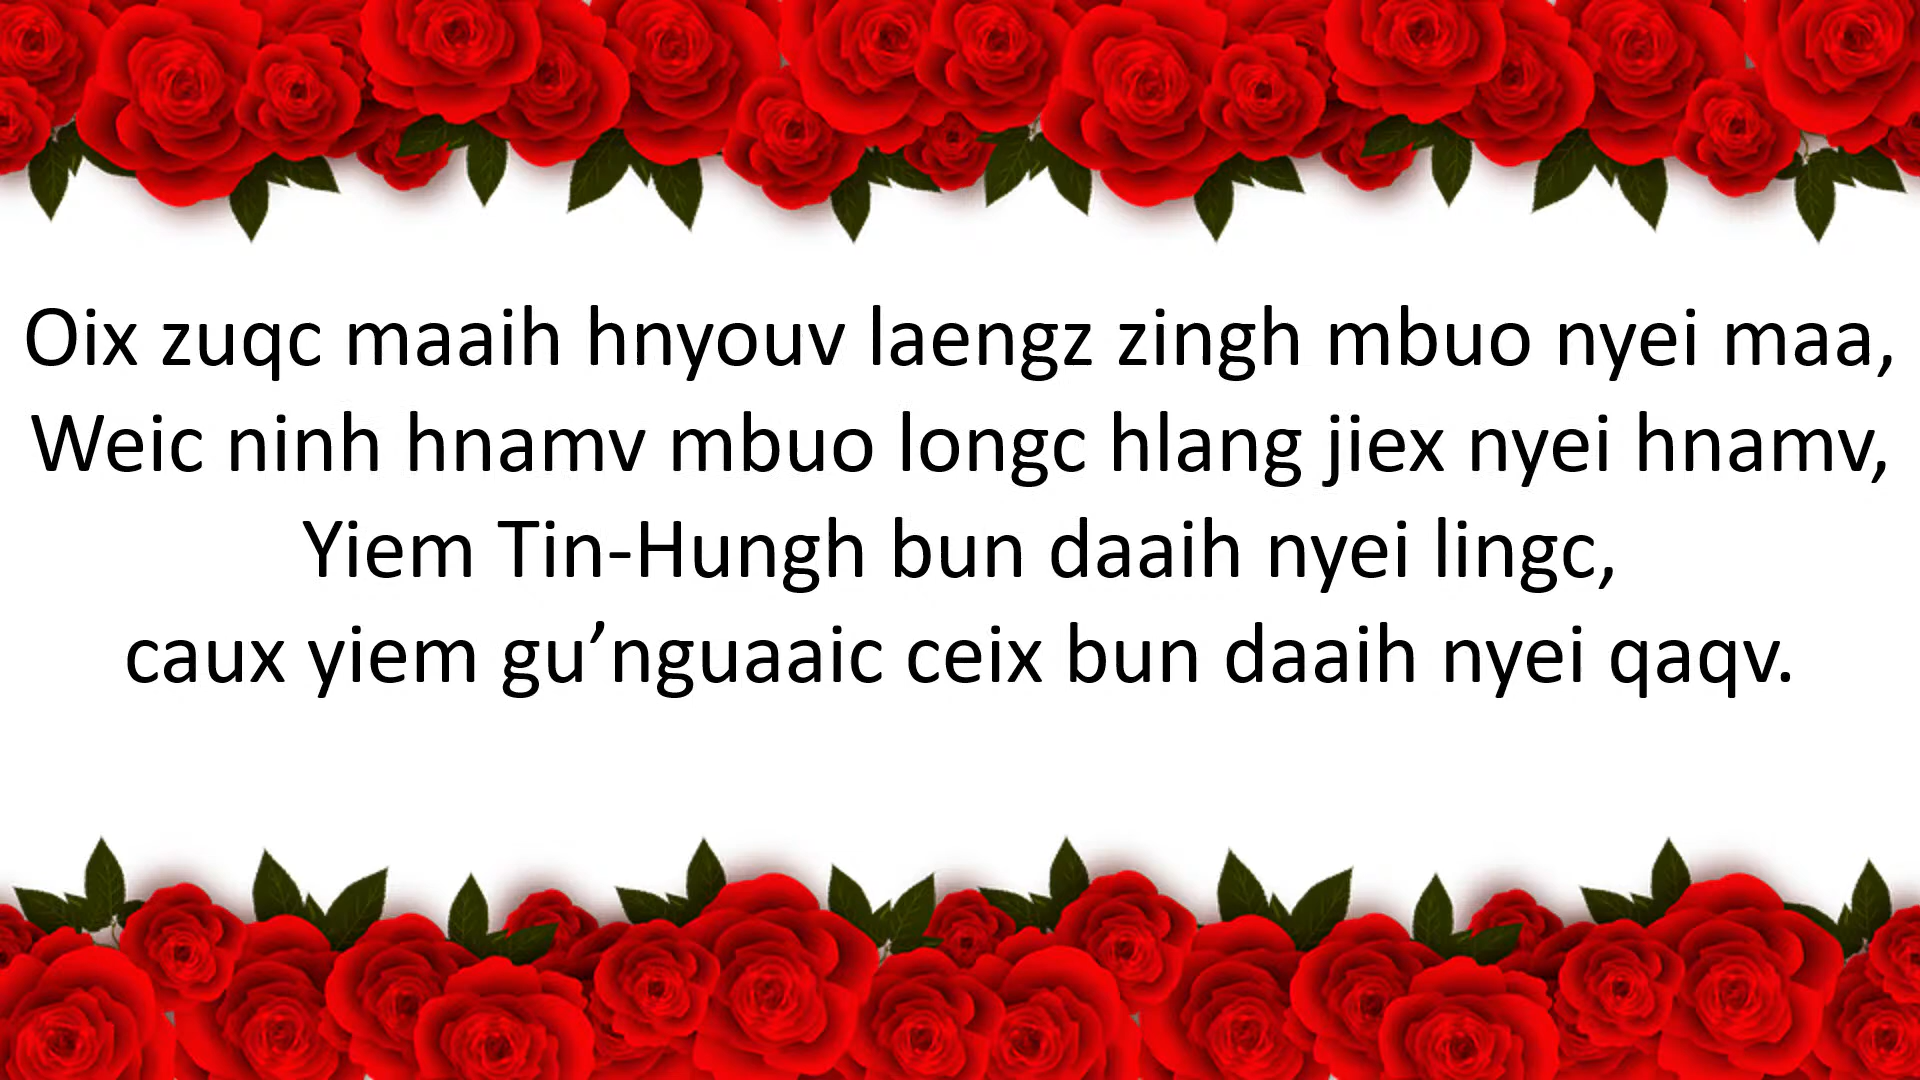 Oix zuqc maaih hnyouv laengz zingh mbuo nyei maa,
Weic ninh hnamv mbuo longc hlang jiex nyei hnamv,
Yiem Tin-Hungh bun daaih nyei lingc,
caux yiem gu’nguaaic ceix bun daaih nyei qaqv.